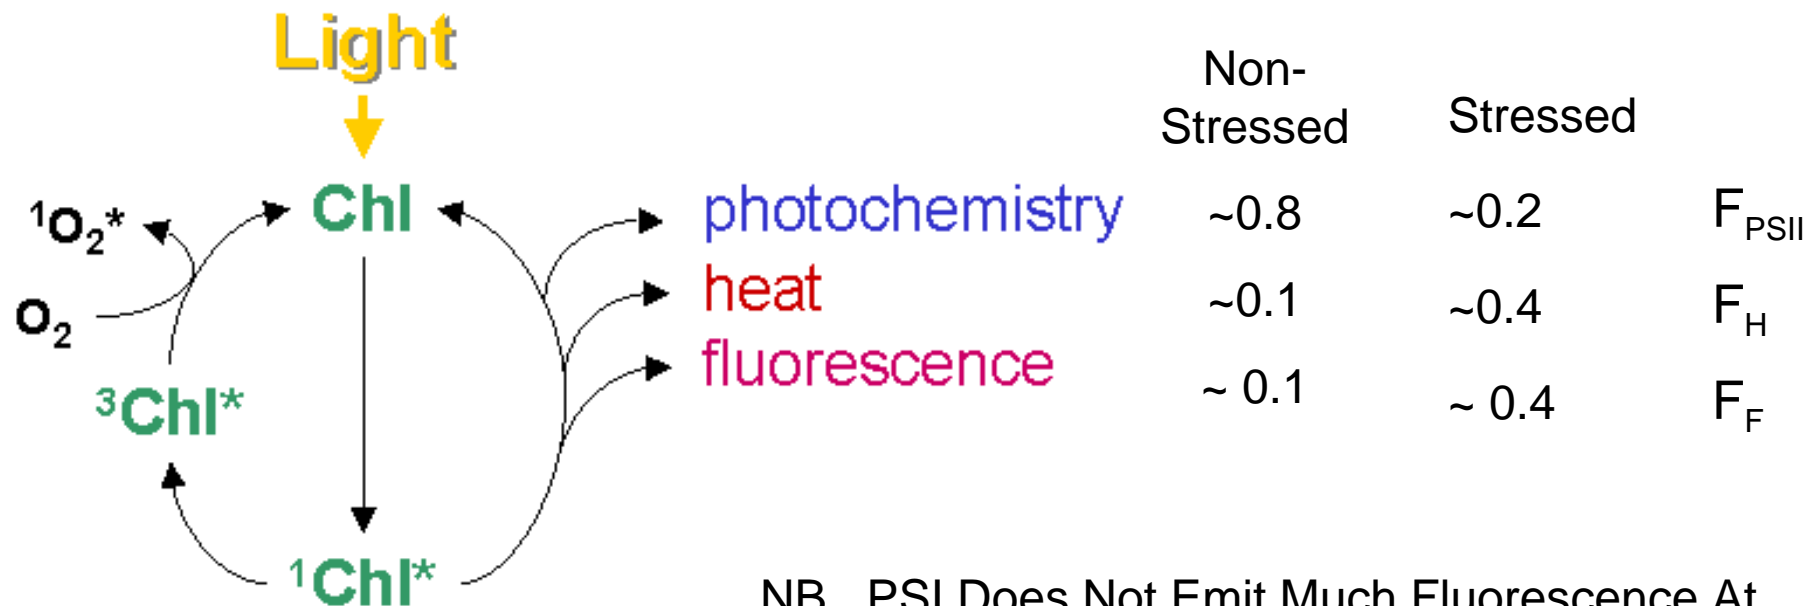 Light
Non-
Stressed
Stressed
Chl
¹O₂*
O₂
³Chl*
¹Chl*
photochemistry ~0.8 ~0.2 F_PSII
heat ~0.1 ~0.4 F_H
fluorescence ~ 0.1 ~ 0.4 F_F
NB PSI Does Not Emit Much Fluorescence At